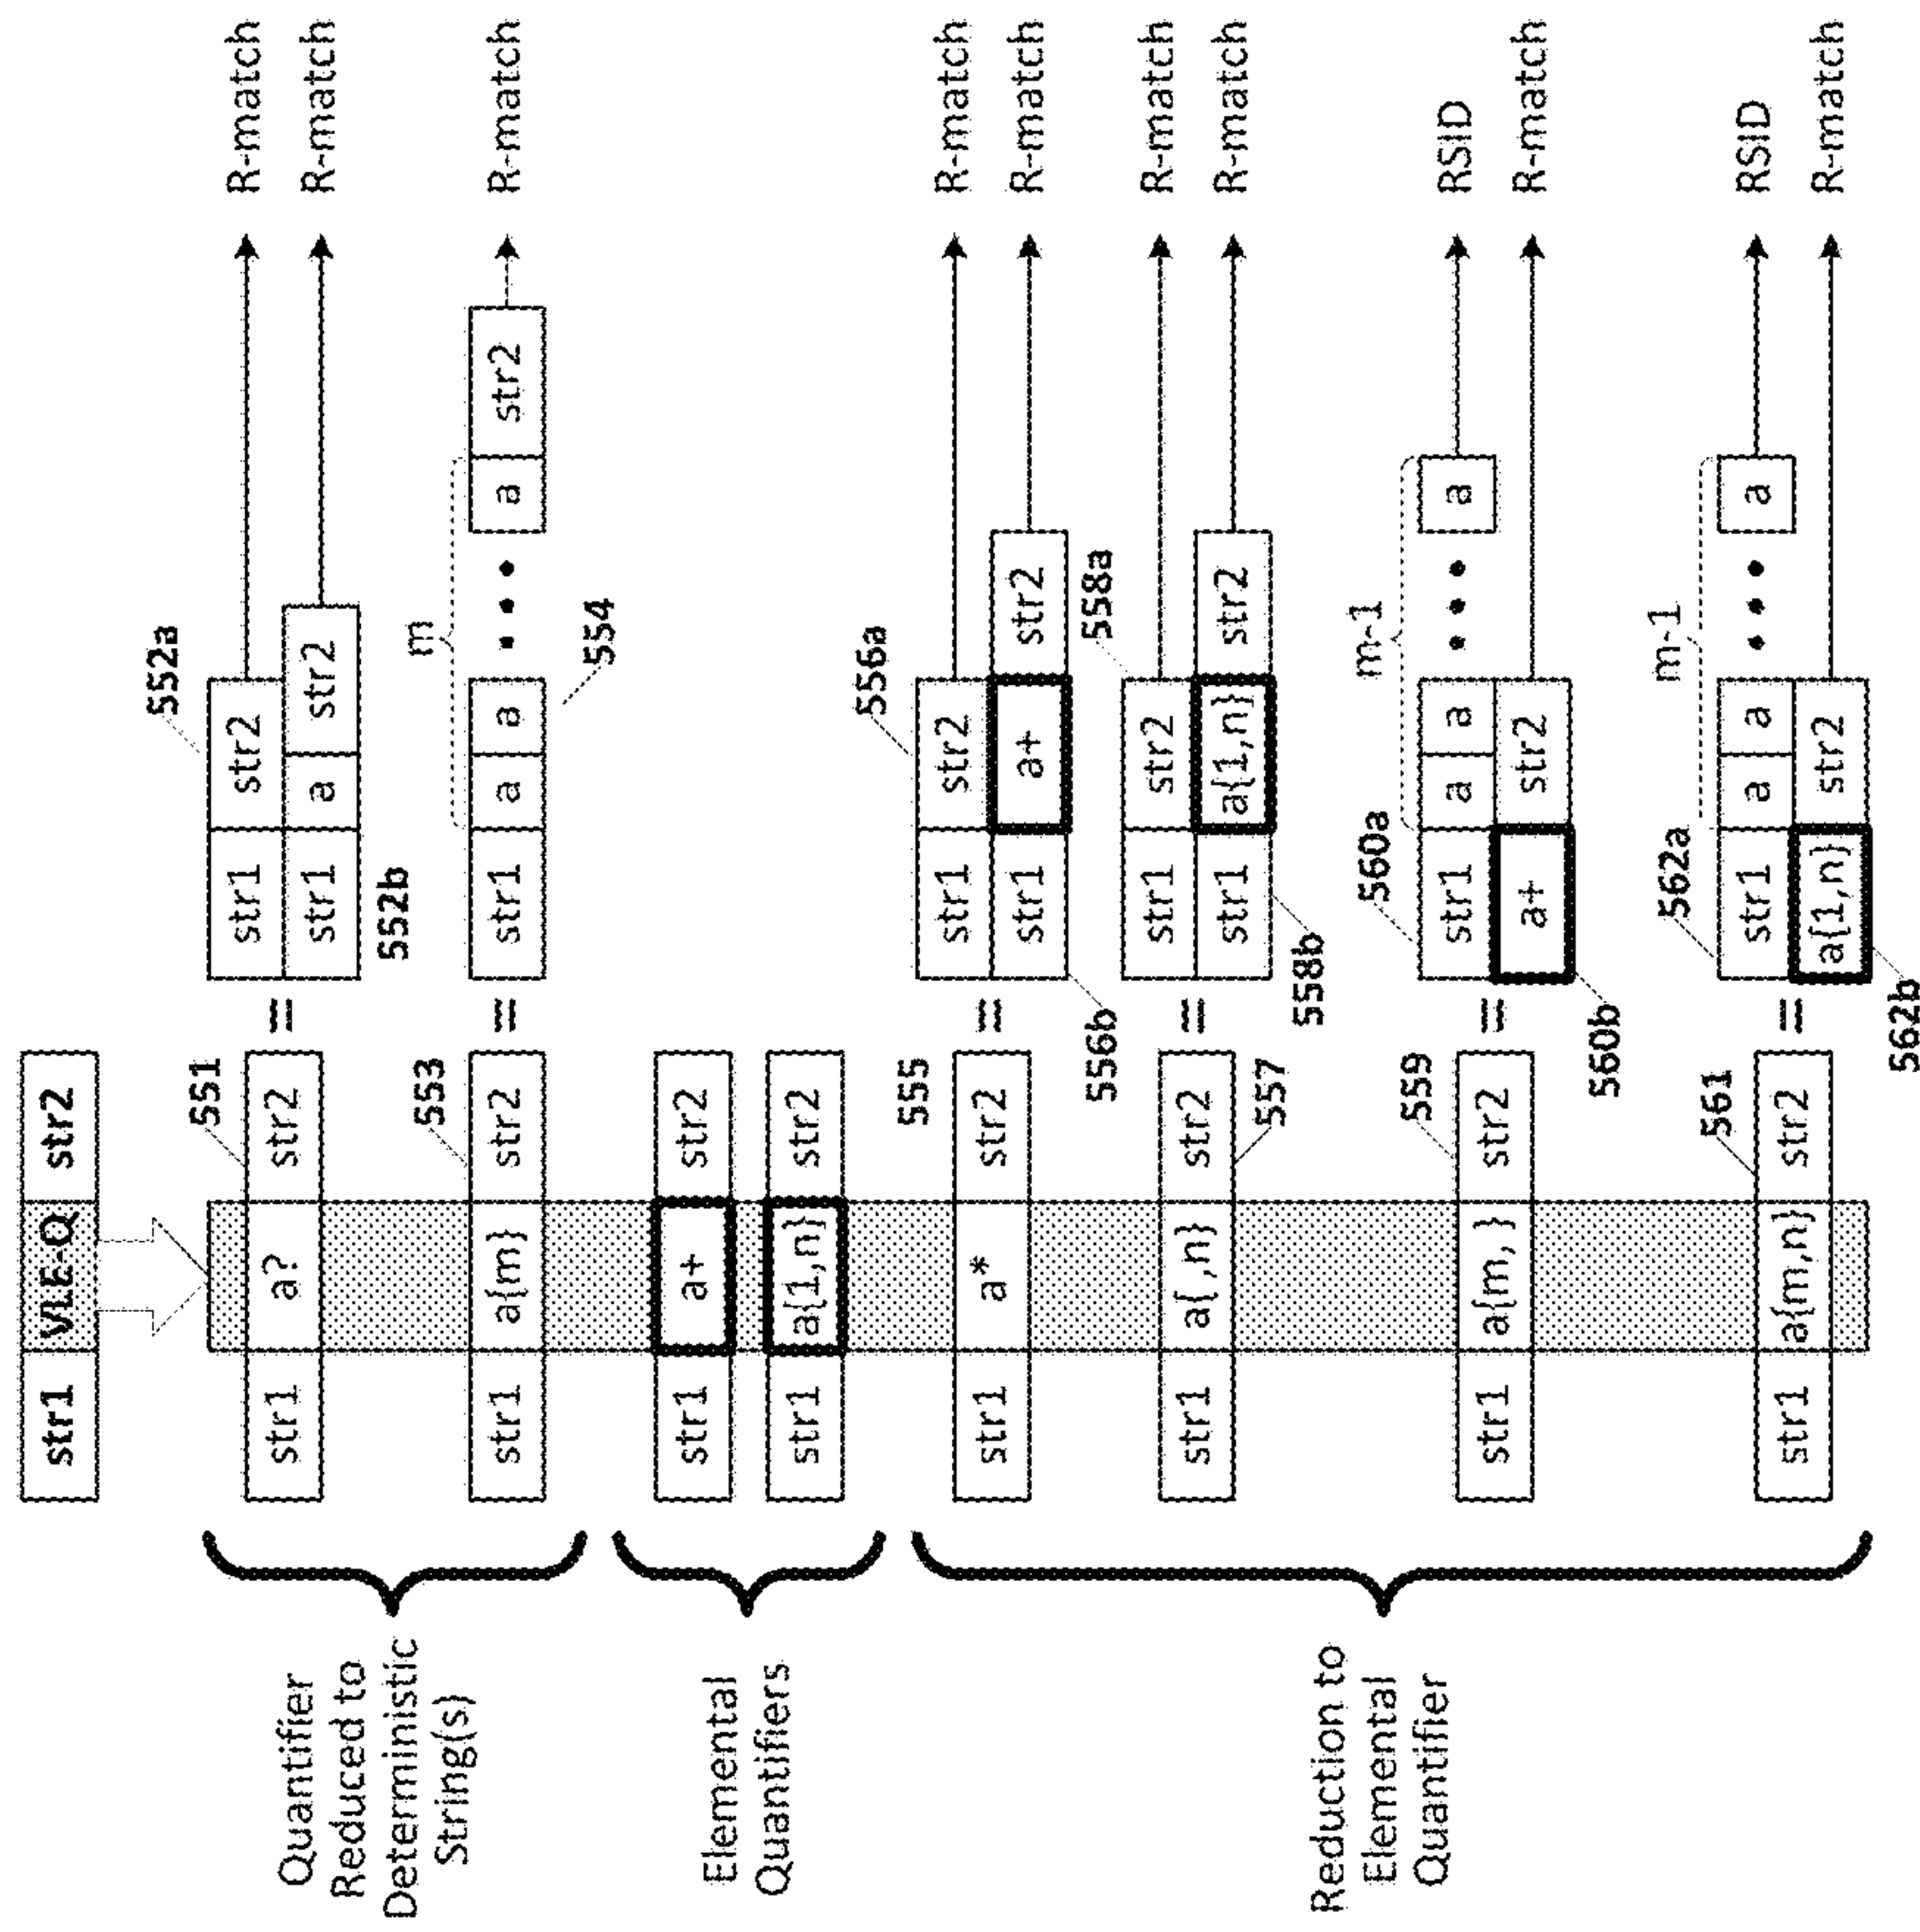 str1 VLE-Q str2
552a
551
str1 a? str2 = str1 str2 R-match
str1 a str2 R-match
552b
Quantifier
Reduced to
Deterministic
String(s)
m
553
str1 a{m} str2 = str1 a a • • • a str2 R-match
554
Elemental
Quantifiers
str1 a+ str2
str1 a{1,n} str2
556a
555
str1 a* str2 = str1 str2 R-match
str1 a+ str2 R-match
556b
558a
str1 a{,n} str2 = str1 str2 R-match
str1 a{1,n} str2 R-match
557
558b
Reduction to
Elemental
Quantifier
m-1
560a
559
str1 a{m,} str2 = str1 a a • • • a RSID
a+ str2 R-match
560b
m-1
562a
561
str1 a{m,n} str2 = str1 a a • • • a RSID
a{1,n} str2 R-match
562b